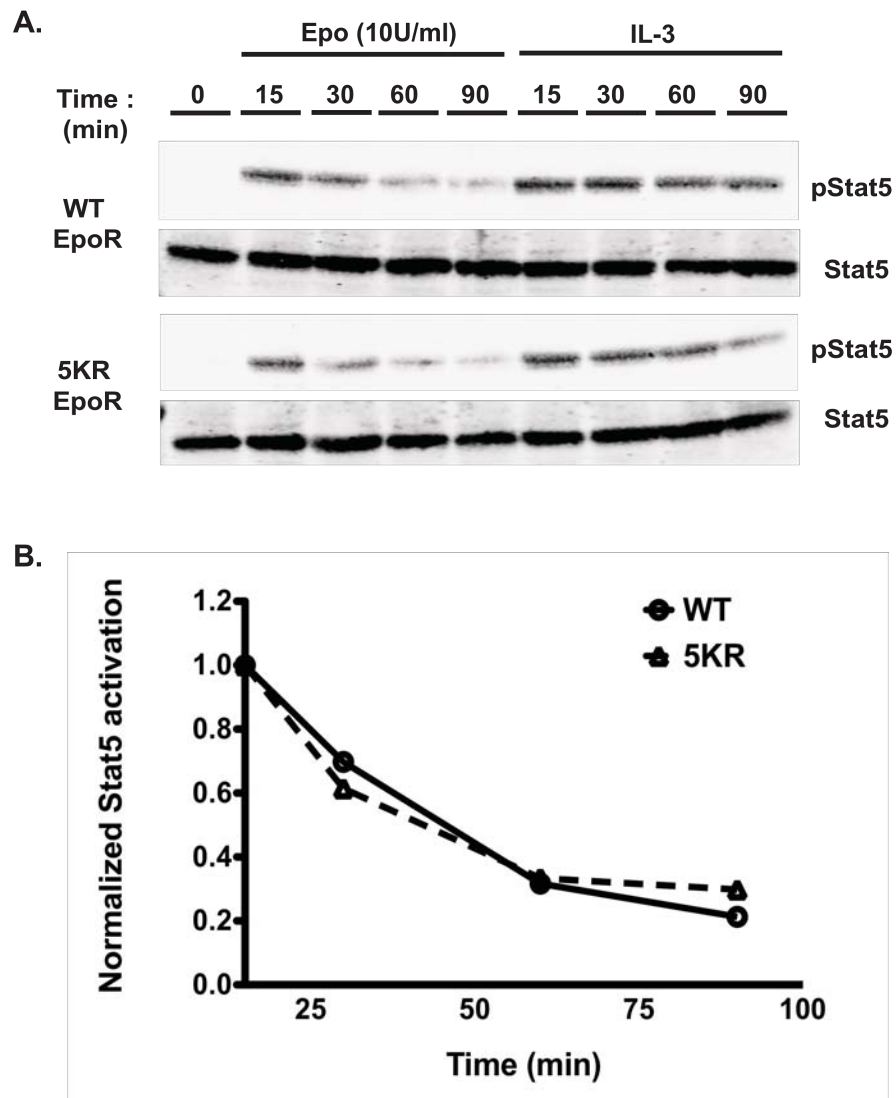 A.
Epo (10U/ml) IL-3
Time : 0 15 30 60 90 15 30 60 90
(min)
WT
EpoR
pStat5
Stat5
5KR
EpoR
pStat5
Stat5
B.
Normalized Stat5 activation
1.2
1.0
0.8
0.6
0.4
0.2
0.0
WT
5KR
25 50 75 100
Time (min)